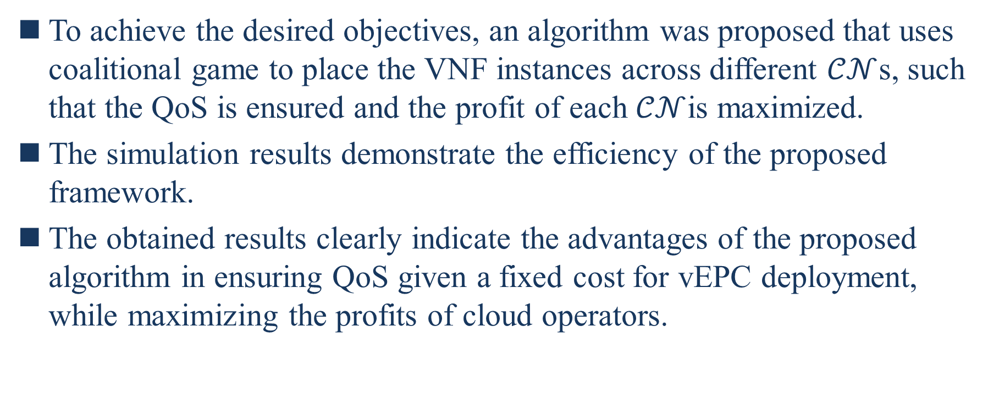 ■ To achieve the desired objectives, an algorithm was proposed that uses
coalitional game to place the VNF instances across different 𝒞𝒩s, such
that the QoS is ensured and the profit of each 𝒞𝒩 is maximized.
■ The simulation results demonstrate the efficiency of the proposed
framework.
■ The obtained results clearly indicate the advantages of the proposed
algorithm in ensuring QoS given a fixed cost for vEPC deployment,
while maximizing the profits of cloud operators.